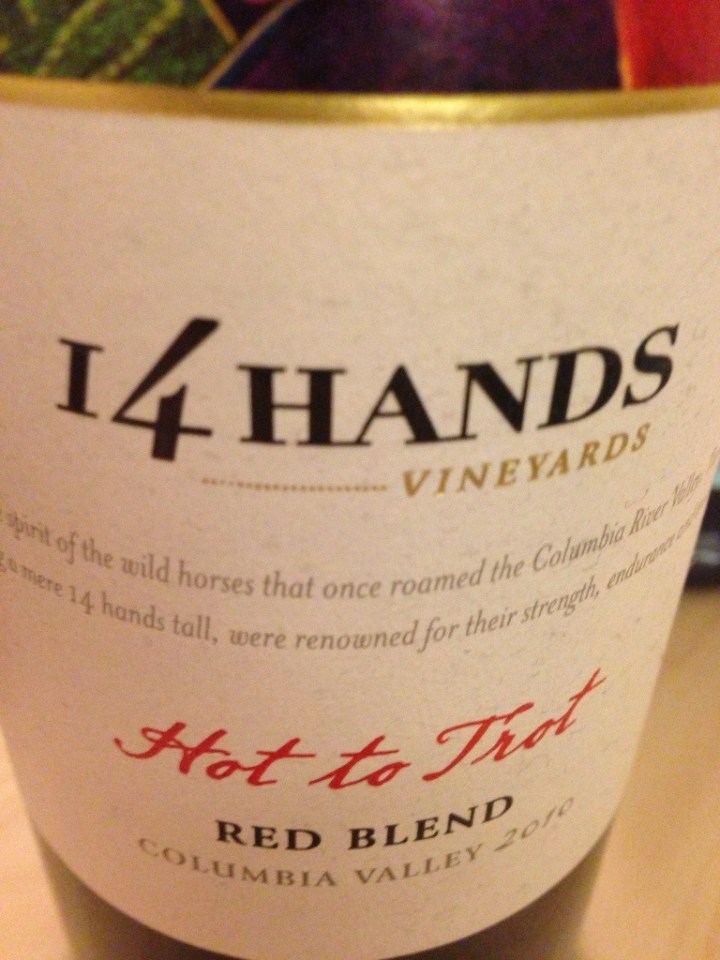 14 HANDS
VINEYARDS
spirit of the wild horses that once roamed the Columbia River Valley
mere 14 hands tall, were renowned for their strength, endurance
Hot to Trot
RED BLEND
COLUMBIA VALLEY 2010